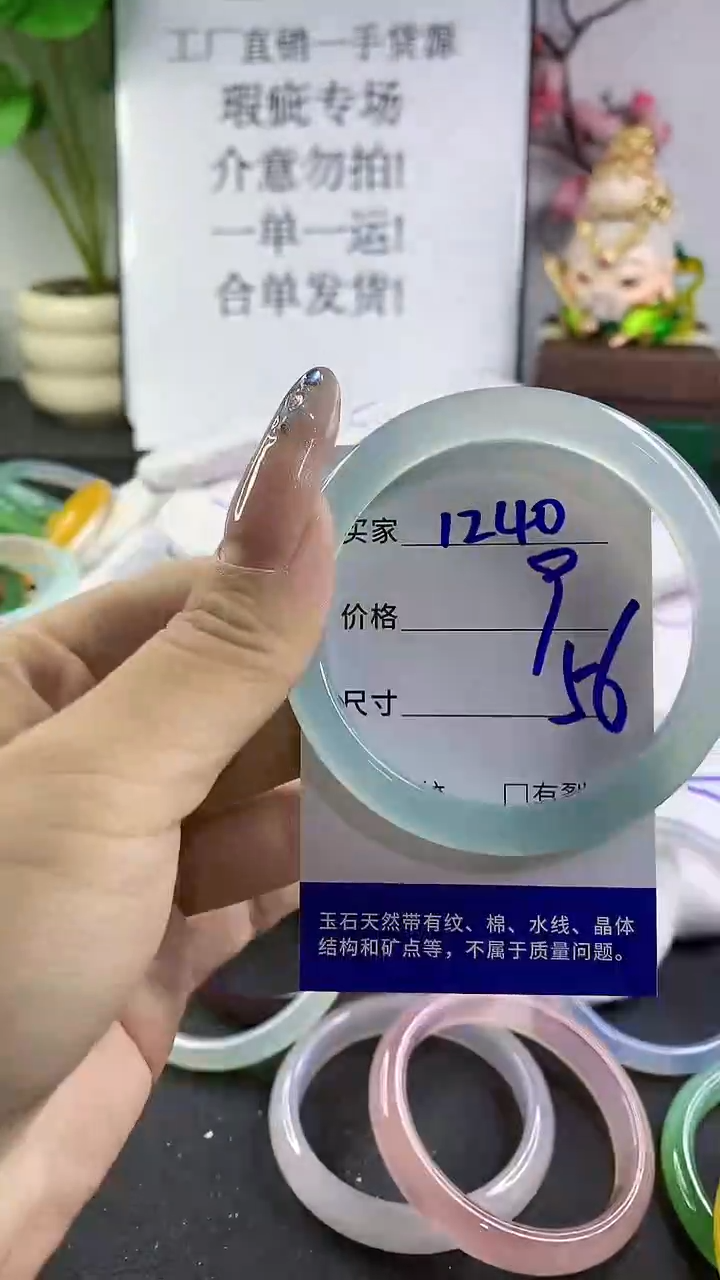 工厂直销一手货源
瑕疵专场
介意勿拍!
一单一运!
合单发货!
买家 1240
价格 9
尺寸 56
口有裂
玉石天然带有纹、棉、水线、晶体
结构和矿点等，不属于质量问题。